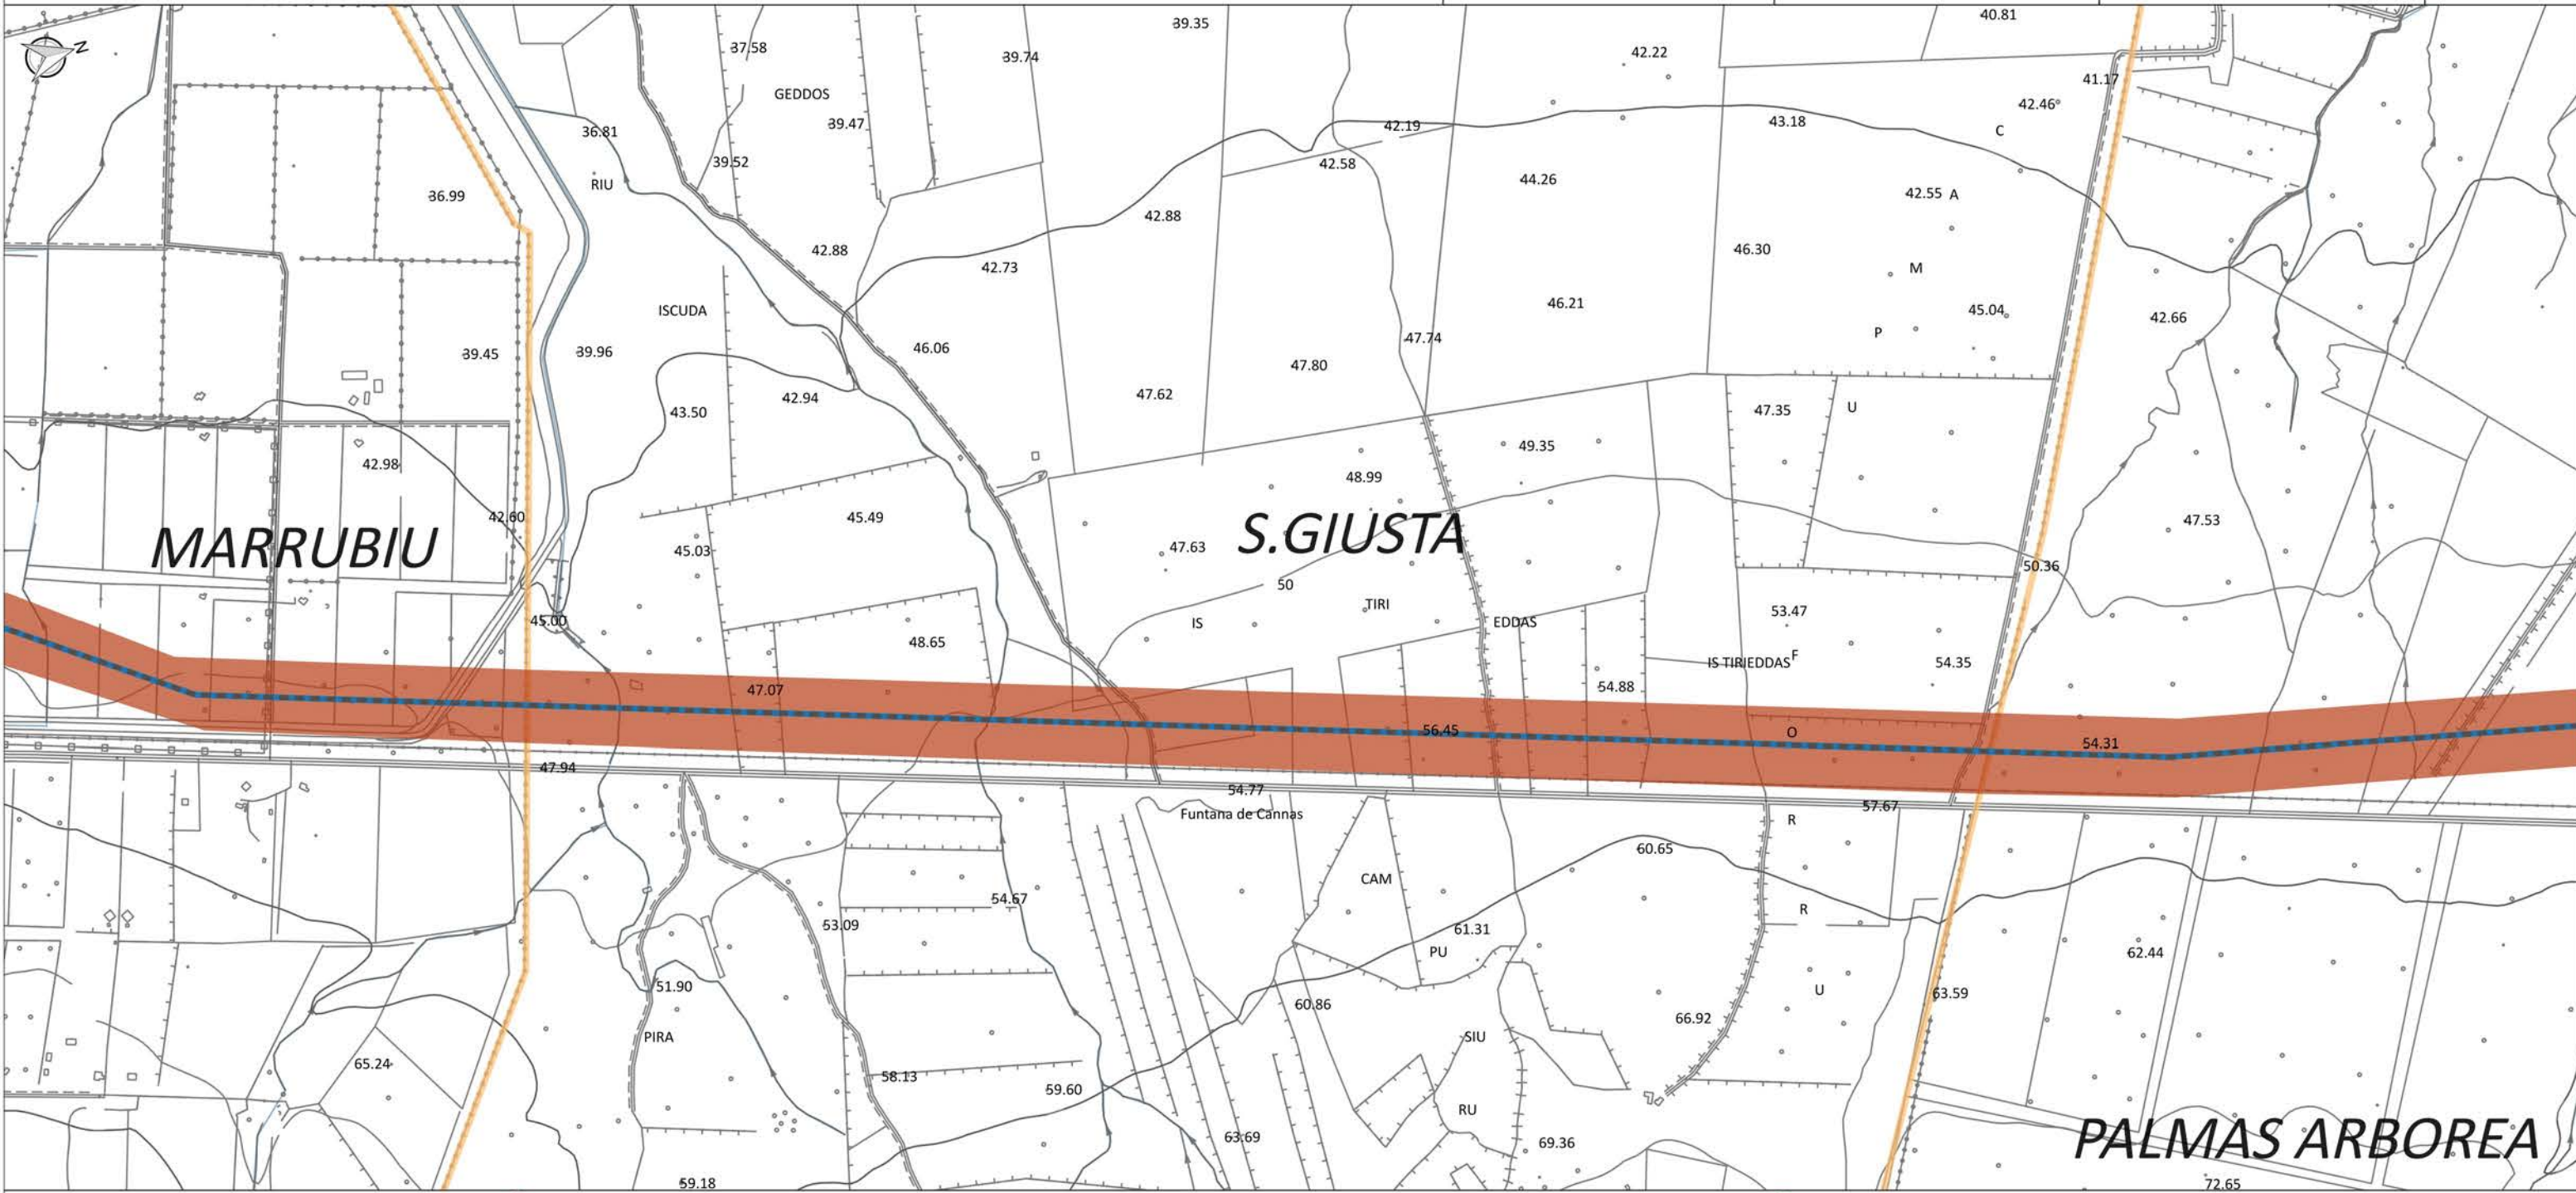 39.35
40.81
37.58
39.74
42.22
Z
41.17
GEDDOS
42.46
39.47
43.18
42.19
36.81
C
39.52
42.58
44.26
RIU
36.99
42.55
A
42.88
42.88
46.30
42.73
M
46.21
ISCUDA
45.04
42.66
P
47.74
46.06
39.45
39.96
47.80
47.62
42.94
43.50
47.35
U
49.35
42.98
48.99
42.60
45.49
47.53
MARRUBIU
S.GIUSTA
45.03
47.63
50.36
50
TIRI
53.47
45.00
IS
EDDAS
48.65
IS TIRIEDDAS
F
54.35
54.88
47.07
56.45
O
54.31
47.94
54.77
57.67
Funtana de Cannas
R
60.65
CAM
54.67
R
53.09
61.31
PU
62.44
51.90
U
63.59
60.86
66.92
PIRA
SIU
65.24
58.13
59.60
RU
63.69
69.36
PALMAS ARBOREA
59.18
72.65